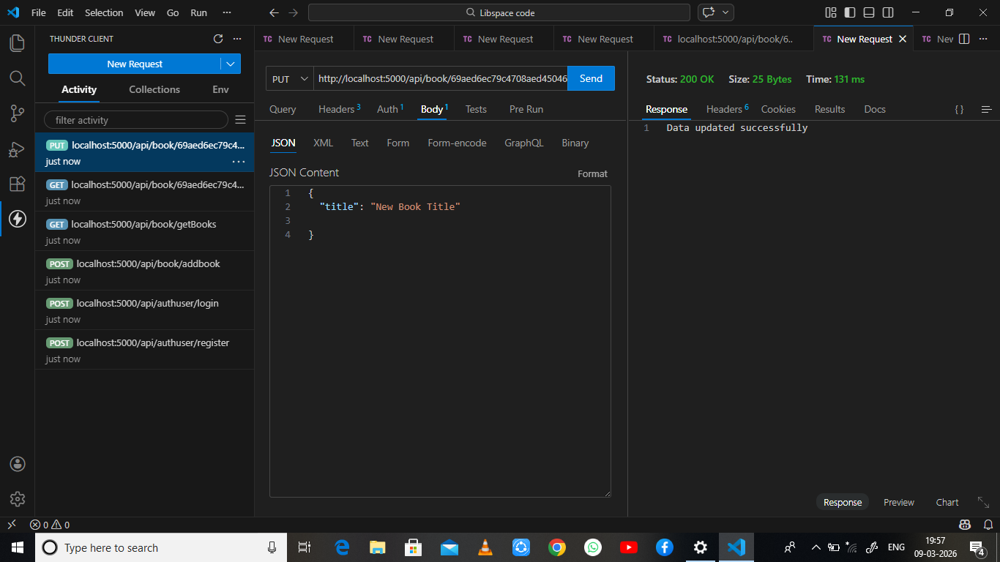 File Edit Selection View Go Run ···
Libspace code
THUNDER CLIENT
New Request
Activity Collections Env
filter activity
PUT localhost:5000/api/book/69aed6ec79c4...
just now
GET localhost:5000/api/book/69aed6ec79c4...
just now
GET localhost:5000/api/book/getBooks
just now
POST localhost:5000/api/book/addbook
just now
POST localhost:5000/api/authuser/login
just now
POST localhost:5000/api/authuser/register
just now
TC New Request TC New Request TC New Request TC New Request TC localhost:5000/api/book/6.. TC New Request TC Nev
PUT http://localhost:5000/api/book/69aed6ec79c4708aed45046 Send
Query Headers 3 Auth 1 Body 1 Tests Pre Run
JSON XML Text Form Form-encode GraphQL Binary
JSON Content Format
1 {
2 "title": "New Book Title"
3
4 }
Status: 200 OK Size: 25 Bytes Time: 131 ms
Response Headers 6 Cookies Results Docs { }
1 Data updated successfully
Response Preview Chart
0 0
Type here to search
ENG
19:57
09-03-2026
4